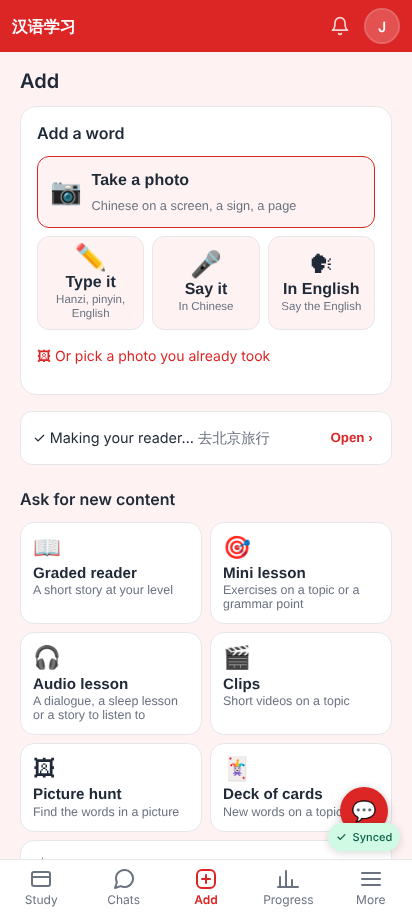 汉语学习
J
Add
Add a word
Take a photo
Chinese on a screen, a sign, a page
Type it
Hanzi, pinyin,
English
Say it
In Chinese
In English
Say the English
Or pick a photo you already took
✓ Making your reader... 去北京旅行
Open ›
Ask for new content
Graded reader
A short story at your level
Mini lesson
Exercises on a topic or a
grammar point
Audio lesson
A dialogue, a sleep lesson
or a story to listen to
Clips
Short videos on a topic
Picture hunt
Find the words in a picture
Deck of cards
New words on a topic
✓ Synced
Study
Chats
Add
Progress
More